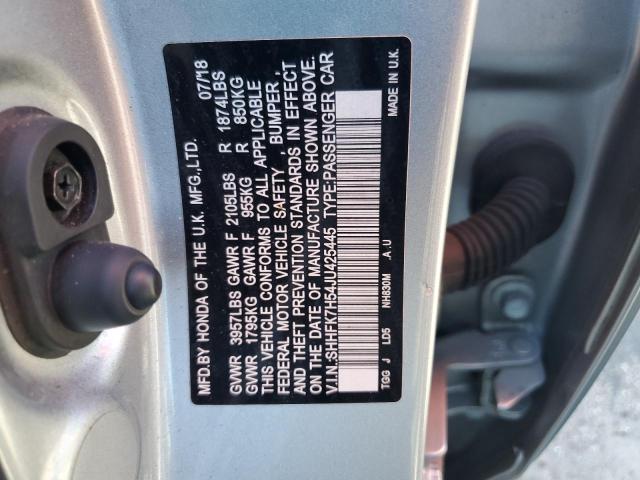 MFD.BY HONDA OF THE U.K. MFG.,LTD. 07/18
GVWR 3957LBS GAWR F 2105LBS R 1874LBS
GVWR 1795KG GAWR F 955KG R 850KG
THIS VEHICLE CONFORMS TO ALL APPLICABLE
FEDERAL MOTOR VEHICLE SAFETY , BUMPER ,
AND THEFT PREVENTION STANDARDS IN EFFECT
ON THE DATE OF MANUFACTURE SHOWN ABOVE.
V.I.N.:SHHFK7H54JU425445 TYPE:PASSENGER CAR
TGG J LD5 NH830M .A .U MADE IN U.K.